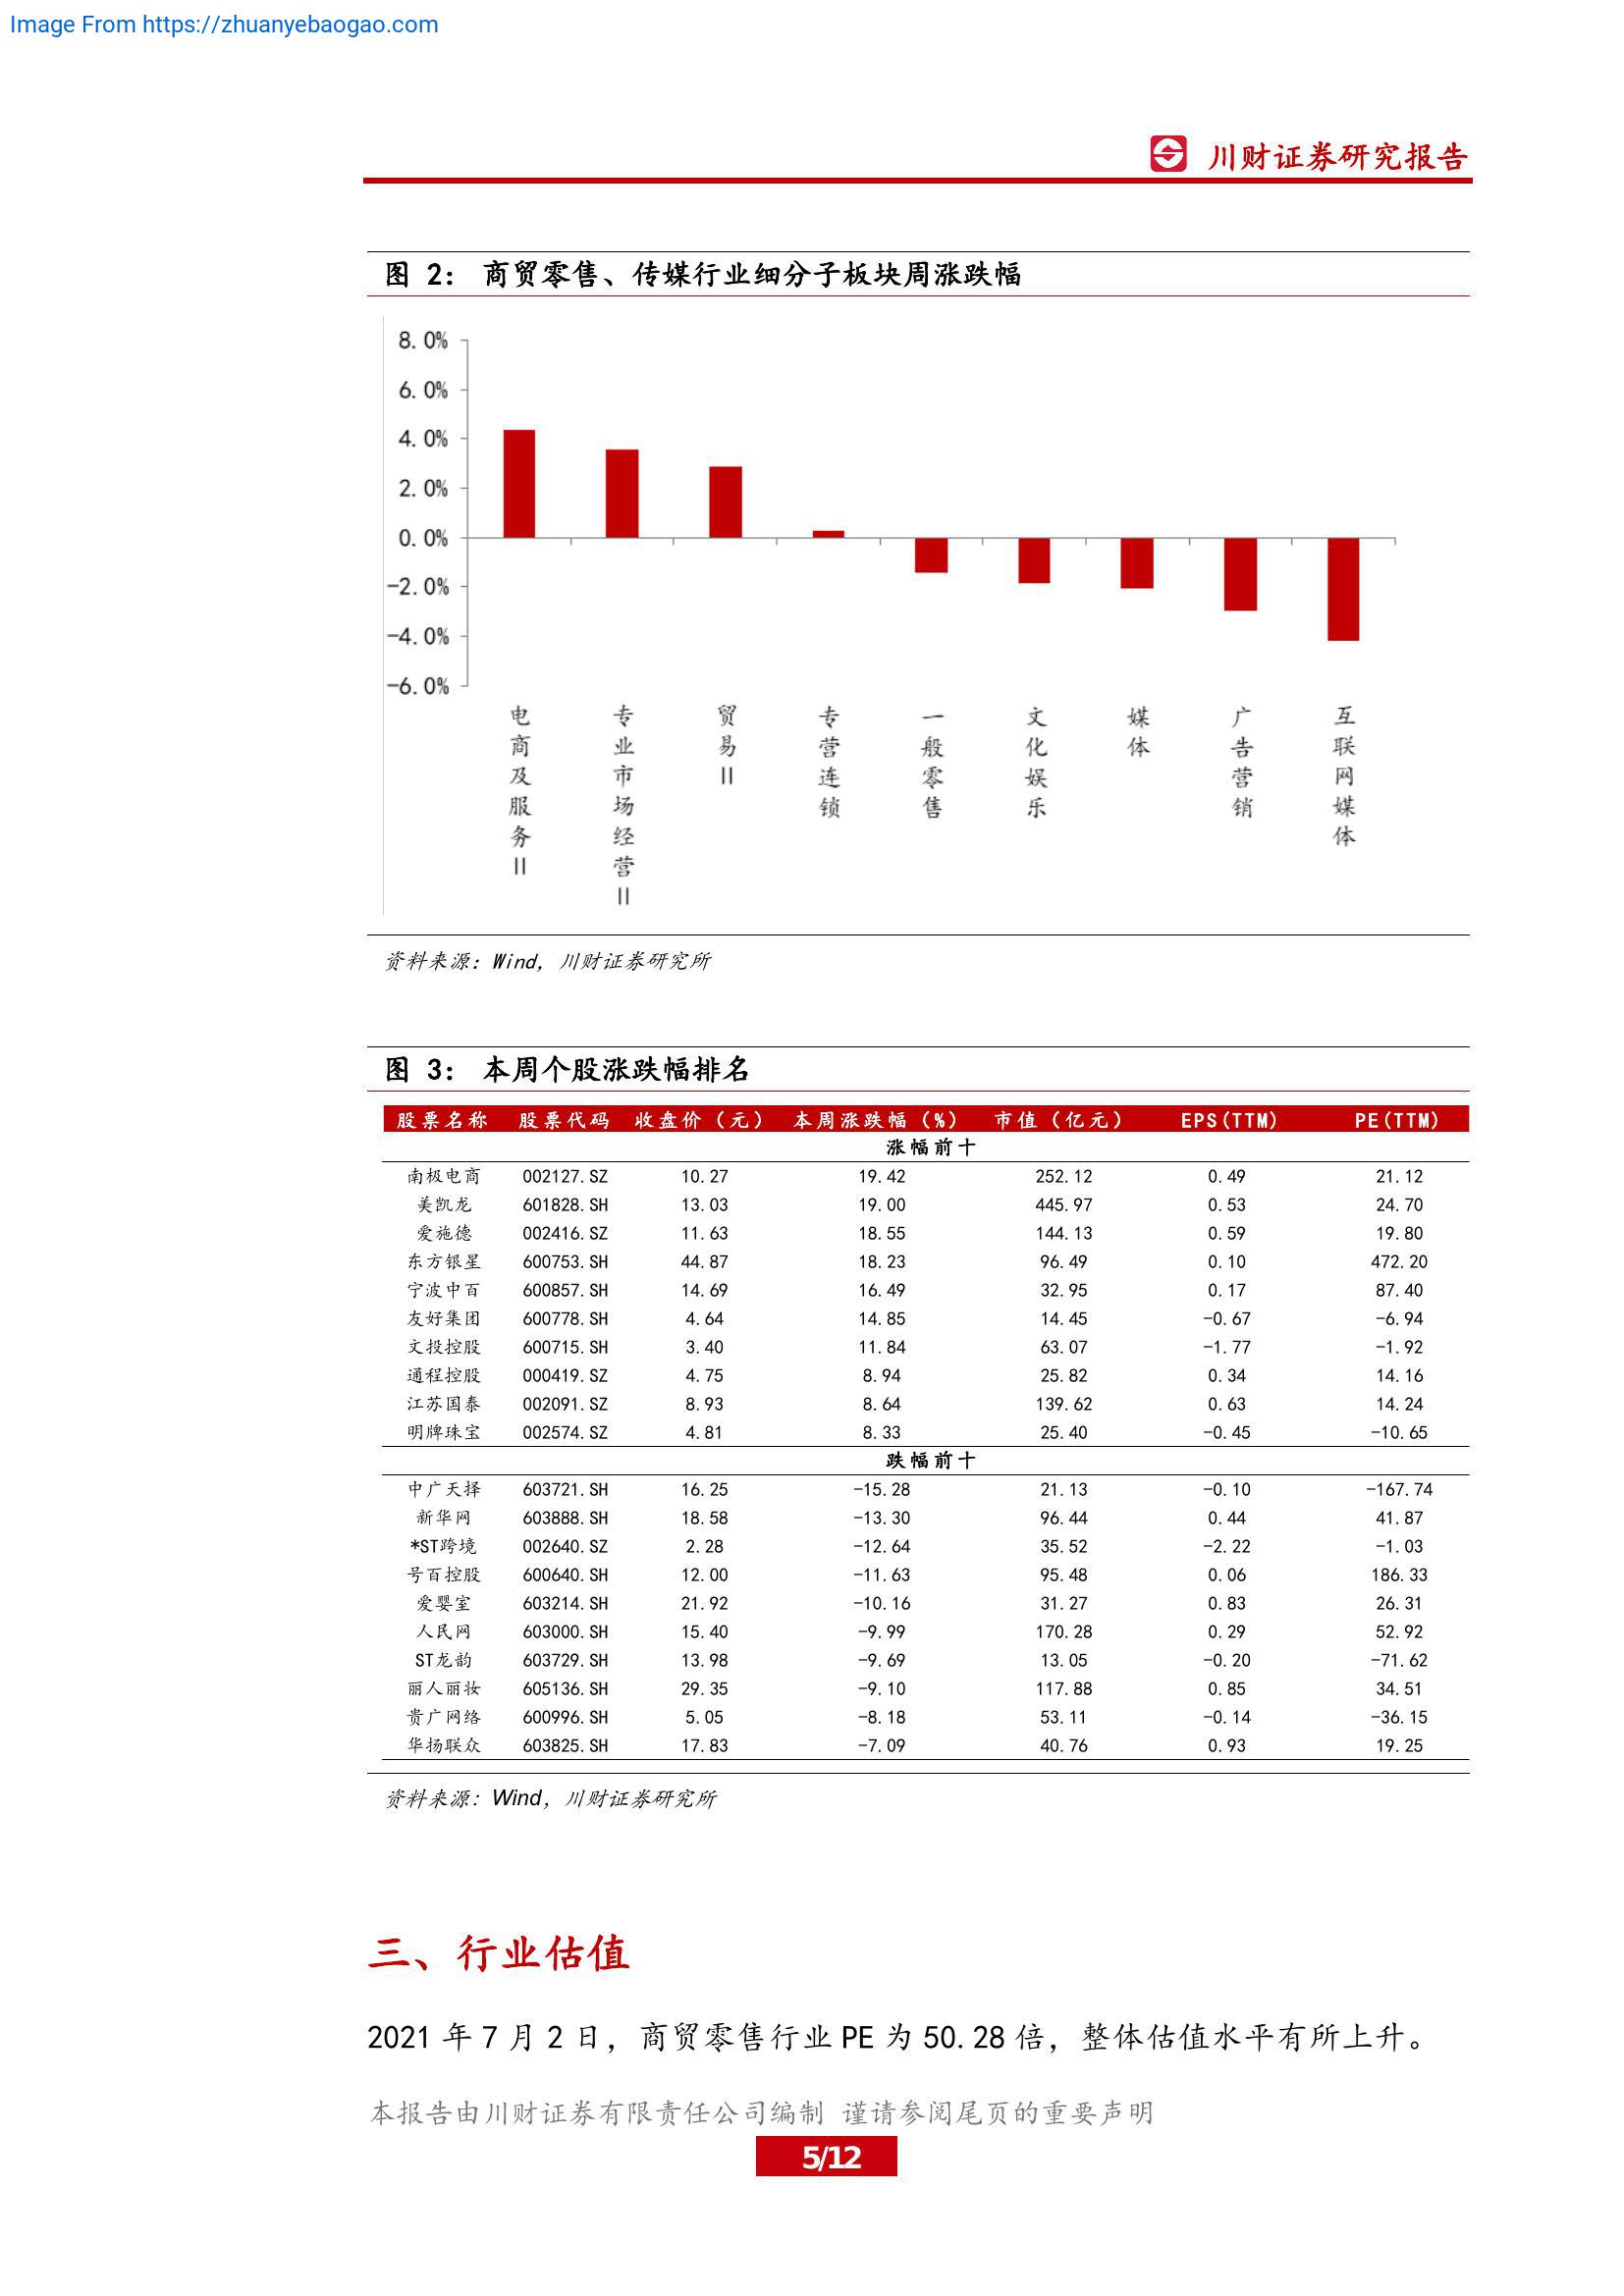 Image From https://zhuanyebaogao.com
川财证券研究报告
图 2： 商贸零售、传媒行业细分子板块周涨跌幅
8.0%
6.0%
4.0%
2.0%
0.0%
-2.0%
-4.0%
-6.0%
电商及服务II
专业市场经营II
贸易II
专营连锁
一般零售
文化娱乐
媒体
广告营销
互联网媒体
资料来源：Wind，川财证券研究所
图 3： 本周个股涨跌幅排名
股票名称 股票代码 收盘价（元） 本周涨跌幅（%） 市值（亿元） EPS(TTM) PE(TTM)
涨幅前十
南极电商 002127.SZ 10.27 19.42 252.12 0.49 21.12
美凯龙 601828.SH 13.03 19.00 445.97 0.53 24.70
爱施德 002416.SZ 11.63 18.55 144.13 0.59 19.80
东方银星 600753.SH 44.87 18.23 96.49 0.10 472.20
宁波中百 600857.SH 14.69 16.49 32.95 0.17 87.40
友好集团 600778.SH 4.64 14.85 14.45 -0.67 -6.94
文投控股 600715.SH 3.40 11.84 63.07 -1.77 -1.92
通程控股 000419.SZ 4.75 8.94 25.82 0.34 14.16
江苏国泰 002091.SZ 8.93 8.64 139.62 0.63 14.24
明牌珠宝 002574.SZ 4.81 8.33 25.40 -0.45 -10.65
跌幅前十
中广天择 603721.SH 16.25 -15.28 21.13 -0.10 -167.74
新华网 603888.SH 18.58 -13.30 96.44 0.44 41.87
*ST跨境 002640.SZ 2.28 -12.64 35.52 -2.22 -1.03
号百控股 600640.SH 12.00 -11.63 95.48 0.06 186.33
爱婴室 603214.SH 21.92 -10.16 31.27 0.83 26.31
人民网 603000.SH 15.40 -9.99 170.28 0.29 52.92
ST龙韵 603729.SH 13.98 -9.69 13.05 -0.20 -71.62
丽人丽妆 605136.SH 29.35 -9.10 117.88 0.85 34.51
贵广网络 600996.SH 5.05 -8.18 53.11 -0.14 -36.15
华扬联众 603825.SH 17.83 -7.09 40.76 0.93 19.25
资料来源：Wind，川财证券研究所
三、行业估值
2021 年 7 月 2 日，商贸零售行业 PE 为 50.28 倍，整体估值水平有所上升。
本报告由川财证券有限责任公司编制 谨请参阅尾页的重要声明
5/12